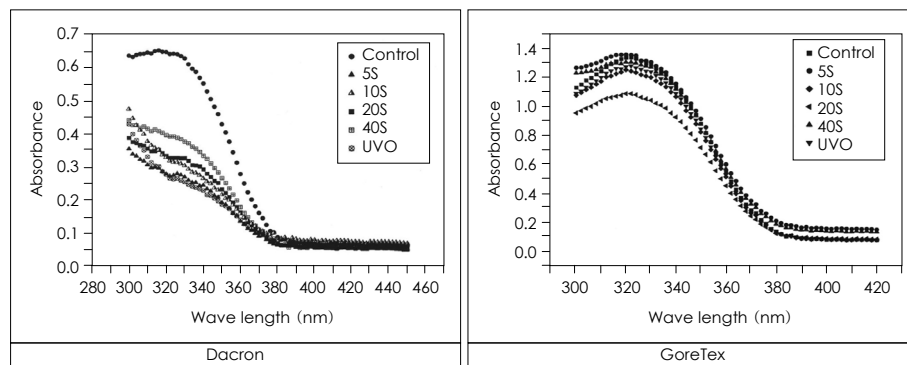 0.7
0.6
0.5
0.4
0.3
0.2
0.1
0.0
Absorbance
280 300 320 340 360 380 400 420 440 460
Wave length (nm)
Control
5S
10S
20S
40S
UVO
Dacron
1.4
1.2
1.0
0.8
0.6
0.4
0.2
0.0
Absorbance
300 320 340 360 380 400 420
Wave length (nm)
Control
5S
10S
20S
40S
UVO
GoreTex